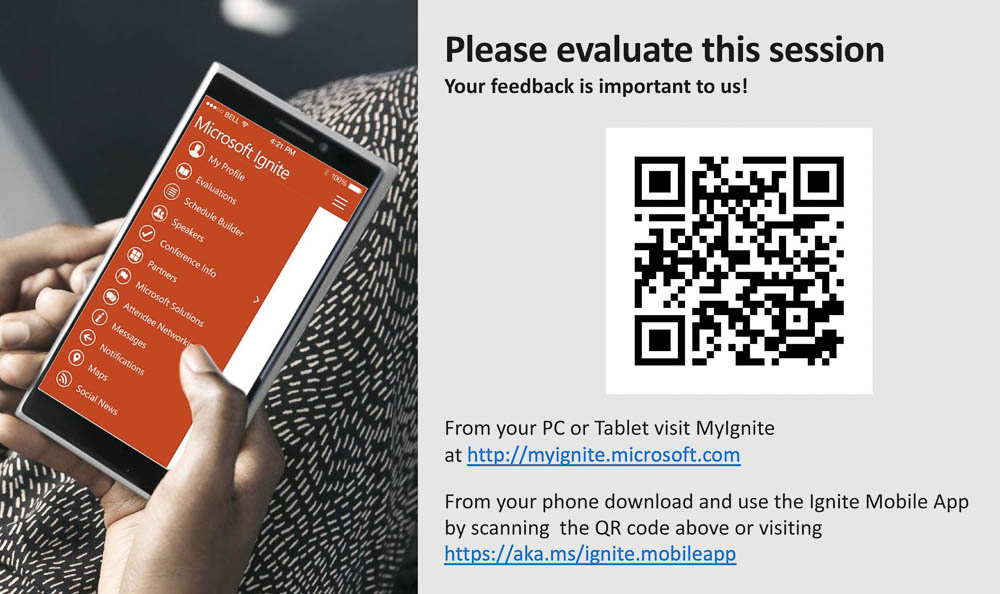 ●●●○○ BELL
4:21 PM
100%
Microsoft Ignite
My Profile
Evaluations
Schedule Builder
Speakers
Conference Info
Partners
Microsoft Solutions
Attendee Networki
Messages
Notifications
Maps
Social News
Please evaluate this session
Your feedback is important to us!
From your PC or Tablet visit MyIgnite
at http://myignite.microsoft.com
From your phone download and use the Ignite Mobile App
by scanning  the QR code above or visiting
https://aka.ms/ignite.mobileapp